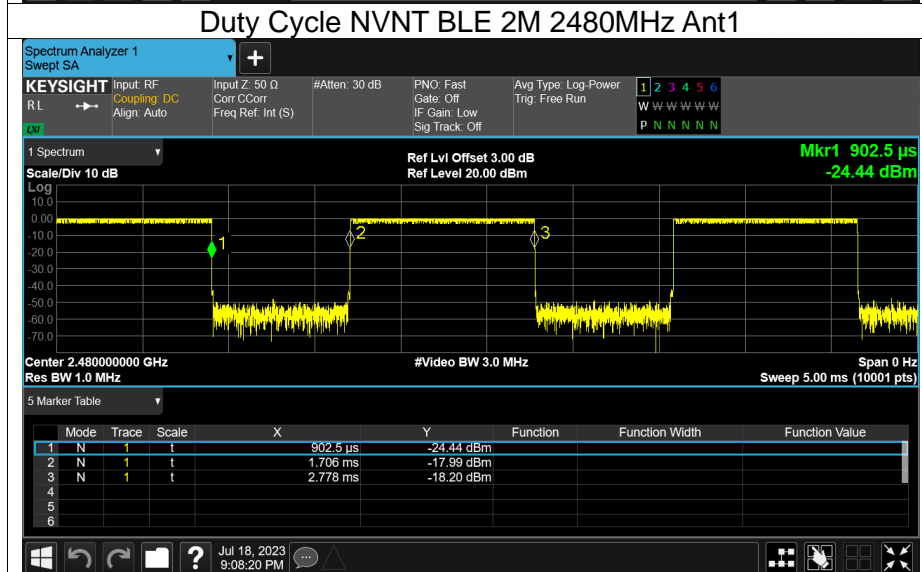 Duty Cycle NVNT BLE 2M 2480MHz Ant1
Spectrum Analyzer 1
Swept SA
+
KEYSIGHT Input: RF Input Z: 50 Ω #Atten: 30 dB PNO: Fast Avg Type: Log-Power 1 2 3 4 5 6
RL Coupling: DC Corr CCorr Gate: Off Trig: Free Run W W W W W W
Align: Auto Freq Ref: Int (S) IF Gain: Low
LXI Sig Track: Off P N N N N N
1 Spectrum Ref Lvl Offset 3.00 dB Mkr1 902.5 µs
Scale/Div 10 dB Ref Level 20.00 dBm -24.44 dBm
Log
10.0
0.00
-10.0
-20.0
-30.0
-40.0
-50.0
-60.0
-70.0
1
2
3
Center 2.480000000 GHz #Video BW 3.0 MHz Span 0 Hz
Res BW 1.0 MHz Sweep 5.00 ms (10001 pts)
5 Marker Table
Mode Trace Scale X Y Function Function Width Function Value
1 N 1 t 902.5 µs -24.44 dBm
2 N 1 t 1.706 ms -17.99 dBm
3 N 1 t 2.778 ms -18.20 dBm
4
5
6
? Jul 18, 2023
9:08:20 PM